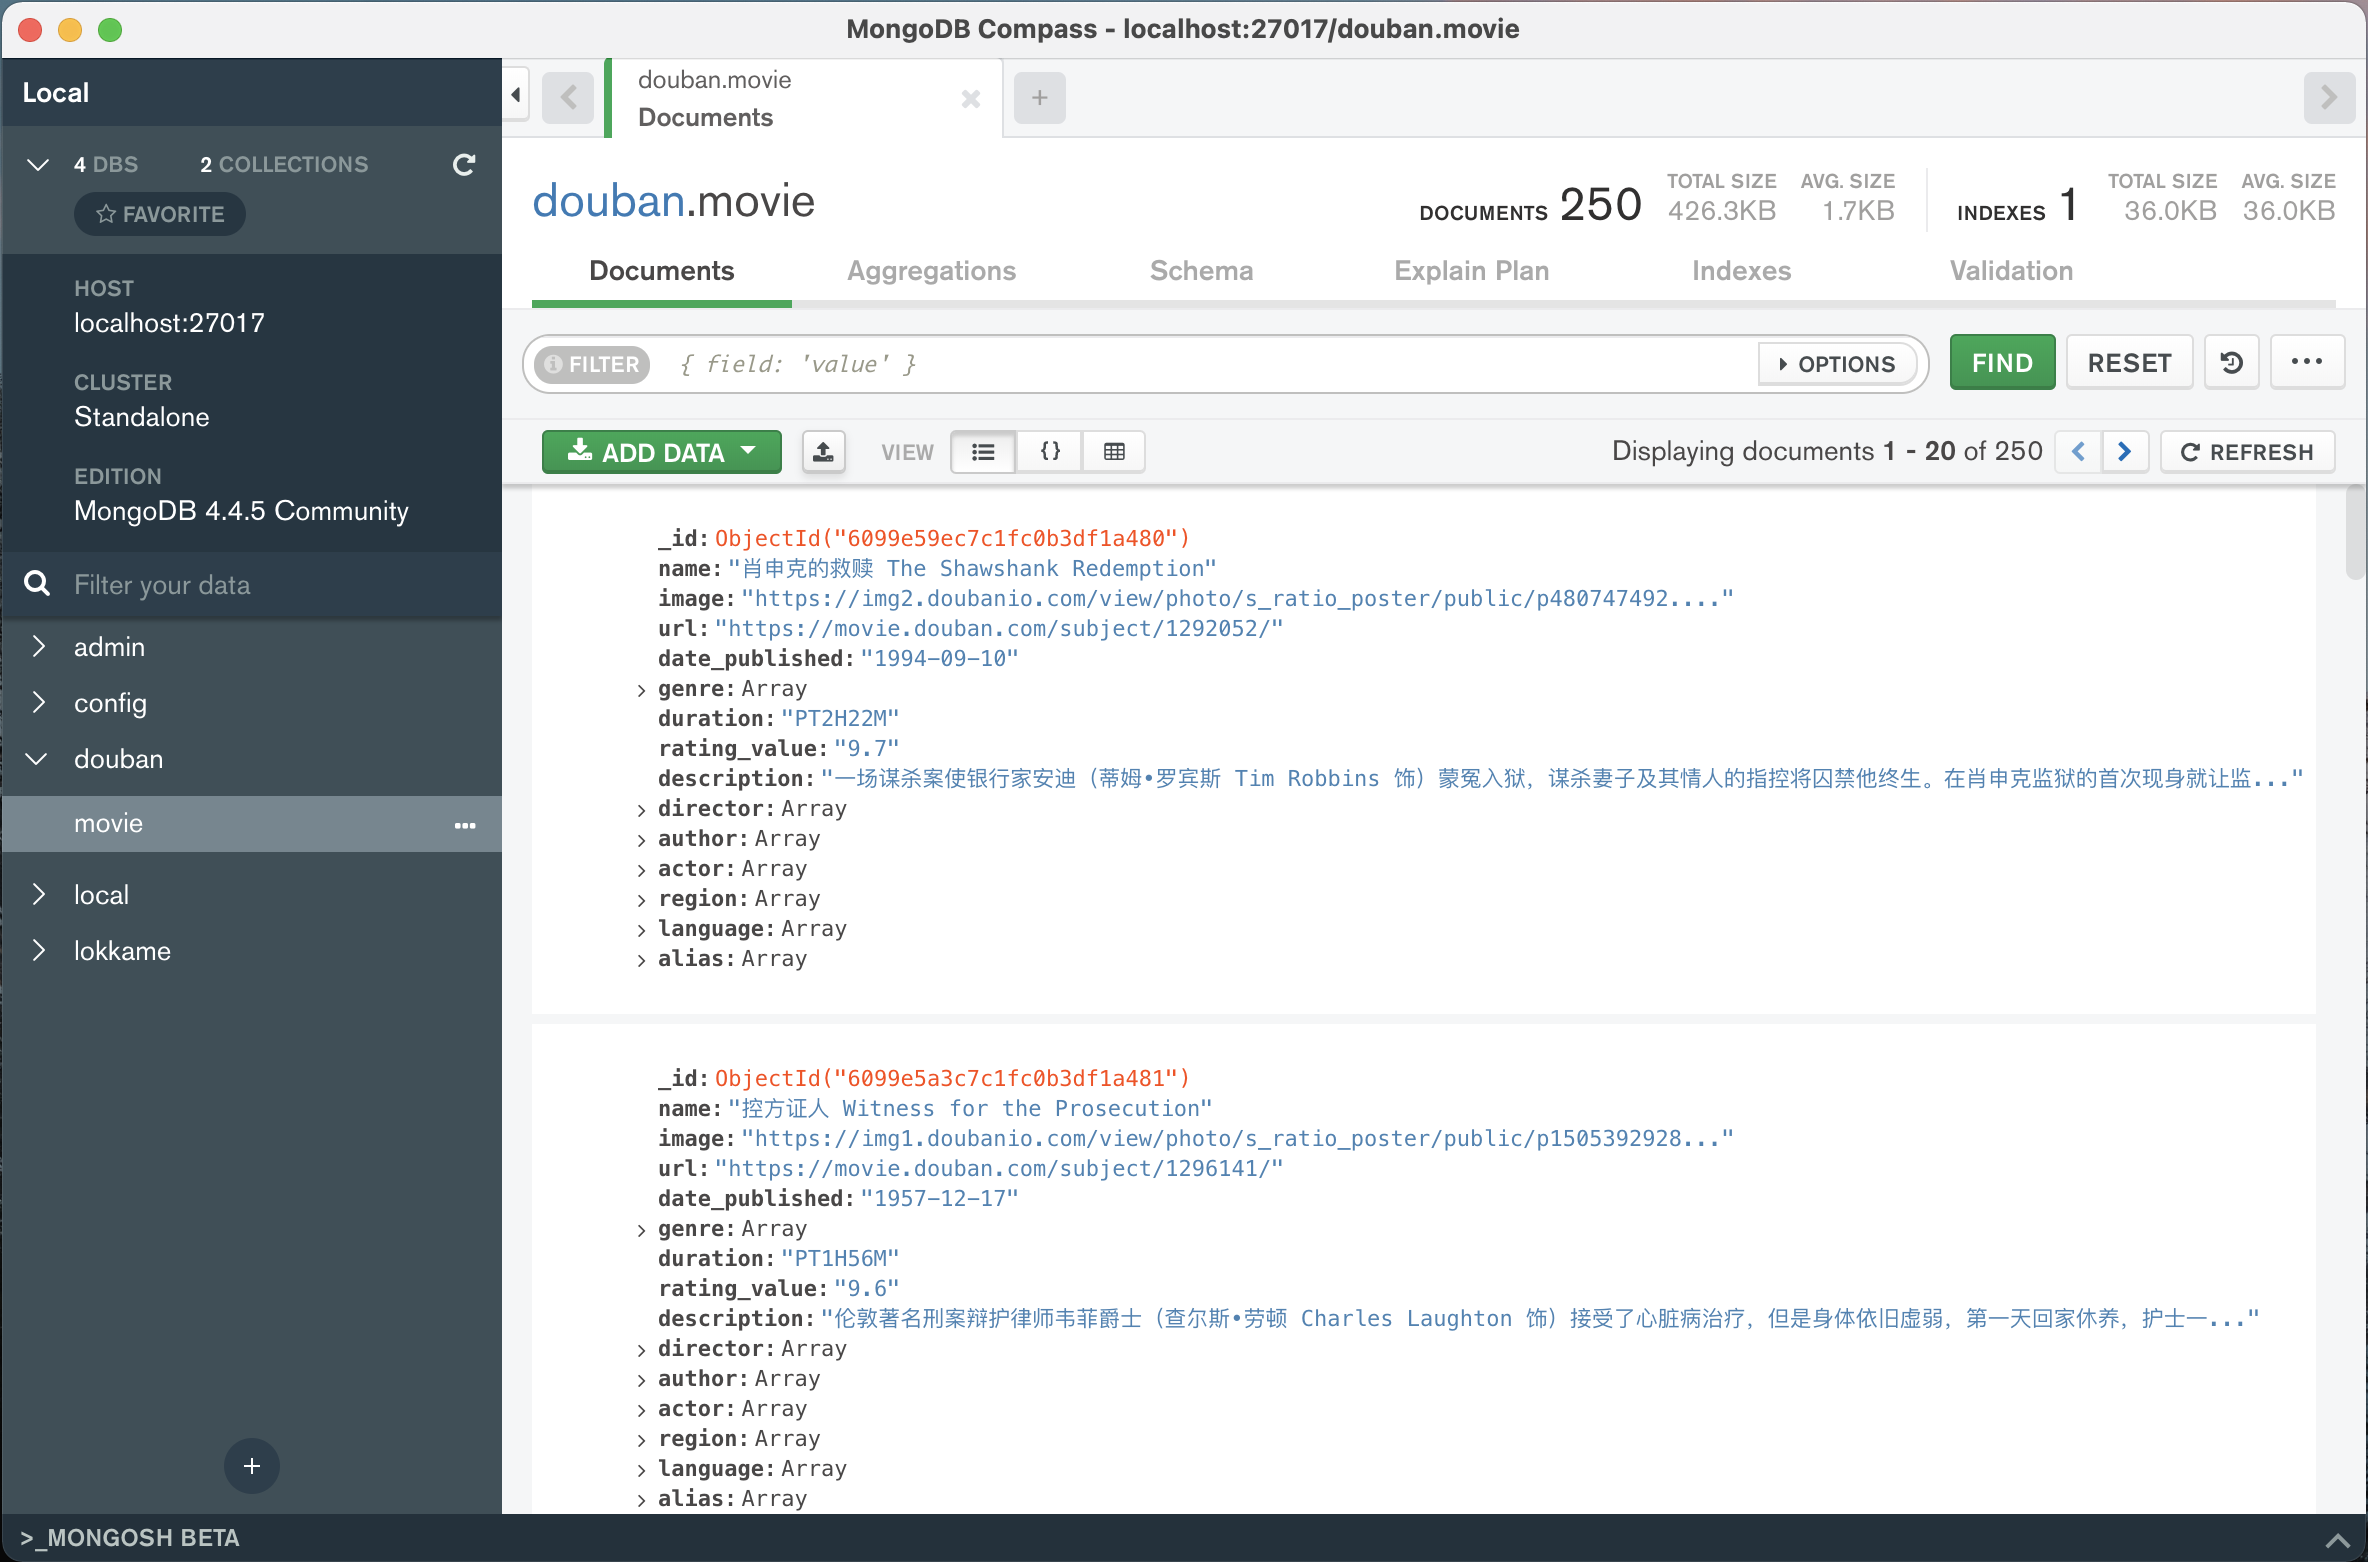 MongoDB Compass - localhost:27017/douban.movie
Local
4 DBS 2 COLLECTIONS
FAVORITE
HOST
localhost:27017
CLUSTER
Standalone
EDITION
MongoDB 4.4.5 Community
Filter your data
admin
config
douban
movie
local
lokkame
douban.movie
Documents
douban.movie
DOCUMENTS 250
TOTAL SIZE
426.3KB
AVG. SIZE
1.7KB
INDEXES 1
TOTAL SIZE
36.0KB
AVG. SIZE
36.0KB
Documents Aggregations Schema Explain Plan Indexes Validation
FILTER { field: 'value' } OPTIONS FIND RESET ...
ADD DATA VIEW {} Displaying documents 1 - 20 of 250 REFRESH
_id: ObjectId("6099e59ec7c1fc0b3df1a480")
name: "肖申克的救赎 The Shawshank Redemption"
image: "https://img2.doubanio.com/view/photo/s_ratio_poster/public/p480747492...."
url: "https://movie.douban.com/subject/1292052/"
date_published: "1994-09-10"
genre: Array
duration: "PT2H22M"
rating_value: "9.7"
description: "一场谋杀案使银行家安迪（蒂姆•罗宾斯 Tim Robbins 饰）蒙冤入狱，谋杀妻子及其情人的指控将囚禁他终生。在肖申克监狱的首次现身就让监..."
director: Array
author: Array
actor: Array
region: Array
language: Array
alias: Array
_id: ObjectId("6099e5a3c7c1fc0b3df1a481")
name: "控方证人 Witness for the Prosecution"
image: "https://img1.doubanio.com/view/photo/s_ratio_poster/public/p1505392928..."
url: "https://movie.douban.com/subject/1296141/"
date_published: "1957-12-17"
genre: Array
duration: "PT1H56M"
rating_value: "9.6"
description: "伦敦著名刑案辩护律师韦菲爵士（查尔斯•劳顿 Charles Laughton 饰）接受了心脏病治疗，但是身体依旧虚弱，第一天回家休养，护士一..."
director: Array
author: Array
actor: Array
region: Array
language: Array
alias: Array
>_MONGOSH BETA